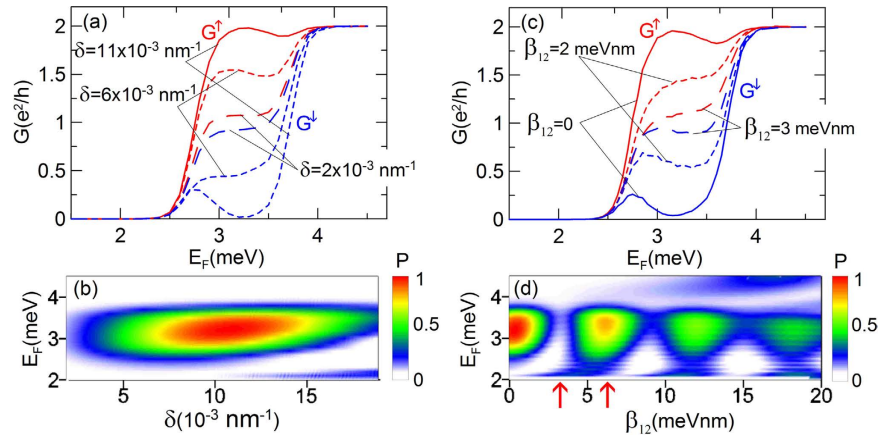 (a)
G↑
δ=11x10⁻³ nm⁻¹
δ=6x10⁻³ nm⁻¹
G↓
δ=2x10⁻³ nm⁻¹
G(e²/h)
2
1.5
1
0.5
0
2
3
4
E_F(meV)
(c)
G↑
β₁₂=2 meVnm
G↓
β₁₂=0
β₁₂=3 meVnm
G(e²/h)
2
1.5
1
0.5
0
2
3
4
E_F(meV)
(b)
E_F(meV)
4
3
2
5
10
15
δ(10⁻³ nm⁻¹)
P
1
0.5
0
(d)
E_F(meV)
4
3
2
0
5
10
15
20
β₁₂(meVnm)
P
1
0.5
0